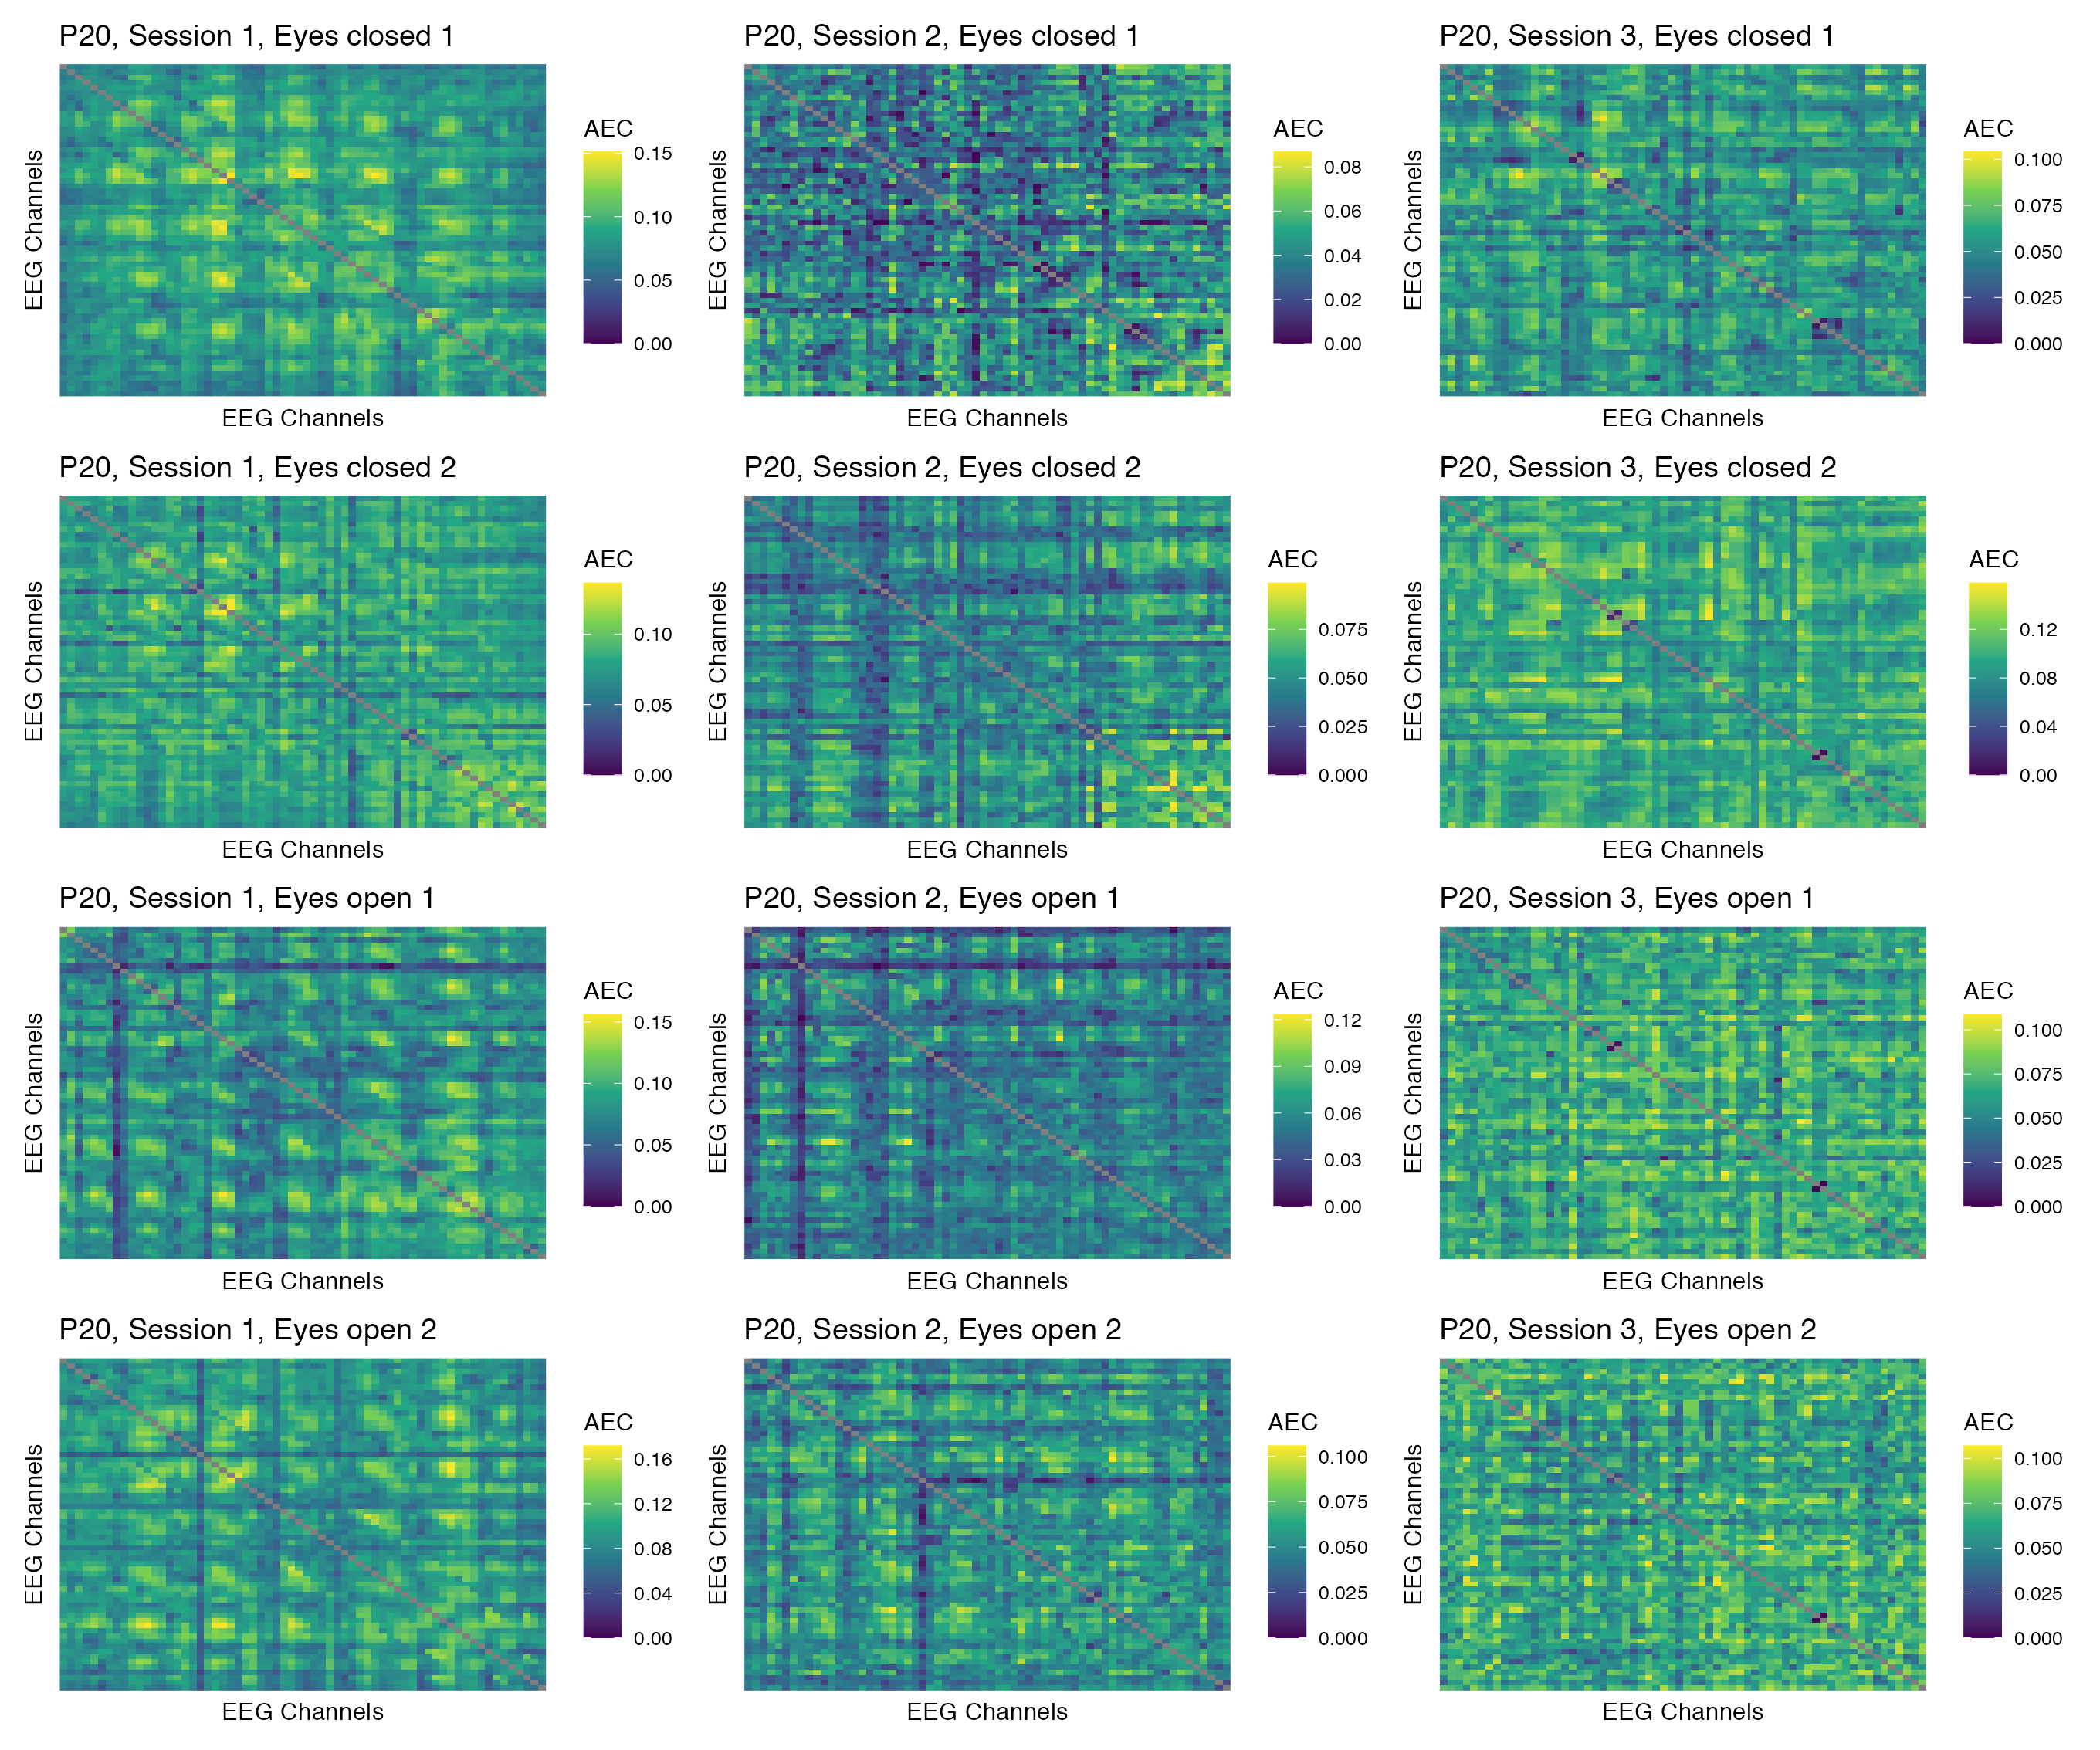 P20, Session 1, Eyes closed 1
EEG Channels
EEG Channels
AEC
0.15
0.10
0.05
0.00
P20, Session 2, Eyes closed 1
EEG Channels
EEG Channels
AEC
0.08
0.06
0.04
0.02
0.00
P20, Session 3, Eyes closed 1
EEG Channels
EEG Channels
AEC
0.100
0.075
0.050
0.025
0.000
P20, Session 1, Eyes closed 2
EEG Channels
EEG Channels
AEC
0.10
0.05
0.00
P20, Session 2, Eyes closed 2
EEG Channels
EEG Channels
AEC
0.075
0.050
0.025
0.000
P20, Session 3, Eyes closed 2
EEG Channels
EEG Channels
AEC
0.12
0.08
0.04
0.00
P20, Session 1, Eyes open 1
EEG Channels
EEG Channels
AEC
0.15
0.10
0.05
0.00
P20, Session 2, Eyes open 1
EEG Channels
EEG Channels
AEC
0.12
0.09
0.06
0.03
0.00
P20, Session 3, Eyes open 1
EEG Channels
EEG Channels
AEC
0.100
0.075
0.050
0.025
0.000
P20, Session 1, Eyes open 2
EEG Channels
EEG Channels
AEC
0.16
0.12
0.08
0.04
0.00
P20, Session 2, Eyes open 2
EEG Channels
EEG Channels
AEC
0.100
0.075
0.050
0.025
0.000
P20, Session 3, Eyes open 2
EEG Channels
EEG Channels
AEC
0.100
0.075
0.050
0.025
0.000